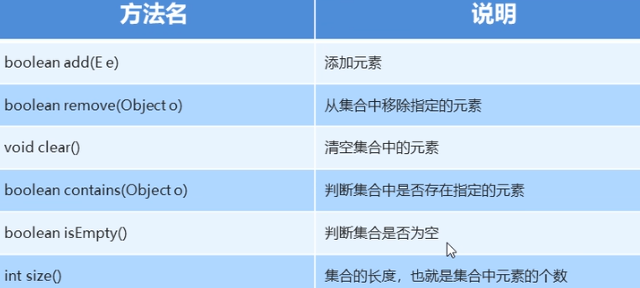 方法名 说明
boolean add(E e) 添加元素
boolean remove(Object o) 从集合中移除指定的元素
void clear() 清空集合中的元素
boolean contains(Object o) 判断集合中是否存在指定的元素
boolean isEmpty() 判断集合是否为空
int size() 集合的长度，也就是集合中元素的个数